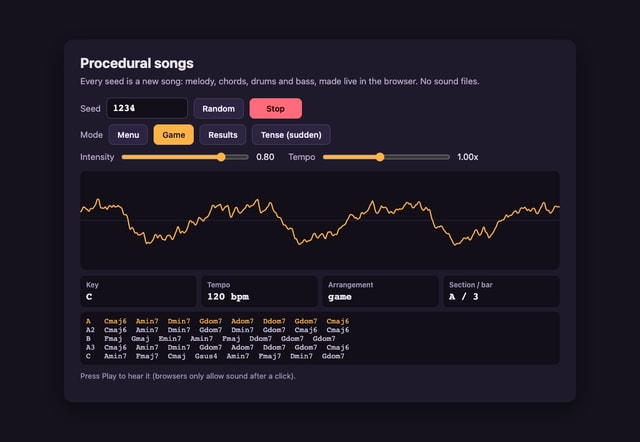 Procedural songs
Every seed is a new song: melody, chords, drums and bass, made live in the browser. No sound files.
Seed 1234 Random Stop
Mode Menu Game Results Tense (sudden)
Intensity 0.80 Tempo 1.00x
Key Tempo Arrangement Section / bar
C 120 bpm game A / 3
A Cmaj6 Amin7 Dmin7 Gdom7 Adom7 Ddom7 Gdom7 Cmaj6
A2 Cmaj6 Amin7 Dmin7 Gdom7 Dmin7 Gdom7 Cmaj6 Cmaj6
B Fmaj Gmaj Emin7 Amin7 Fmaj Ddom7 Gdom7 Gdom7
A3 Cmaj6 Amin7 Dmin7 Gdom7 Adom7 Ddom7 Gdom7 Cmaj6
C Amin7 Fmaj7 Cmaj Gsus4 Amin7 Fmaj7 Dmin7 Gdom7
Press Play to hear it (browsers only allow sound after a click).